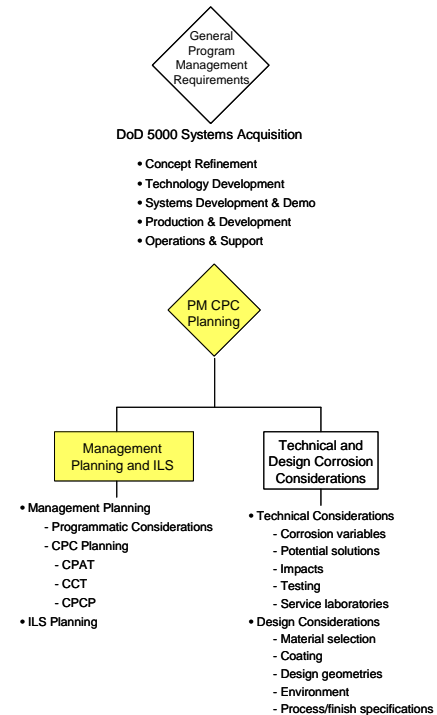 General
Program
Management
Requirements
DoD 5000 Systems Acquisition
• Concept Refinement
• Technology Development
• Systems Development & Demo
• Production & Development
• Operations & Support
PM CPC
Planning
Management
Planning and ILS
• Management Planning
- Programmatic Considerations
- CPC Planning
- CPAT
- CCT
- CPCP
• ILS Planning
Technical and
Design Corrosion
Considerations
• Technical Considerations
- Corrosion variables
- Potential solutions
- Impacts
- Testing
- Service laboratories
• Design Considerations
- Material selection
- Coating
- Design geometries
- Environment
- Process/finish specifications